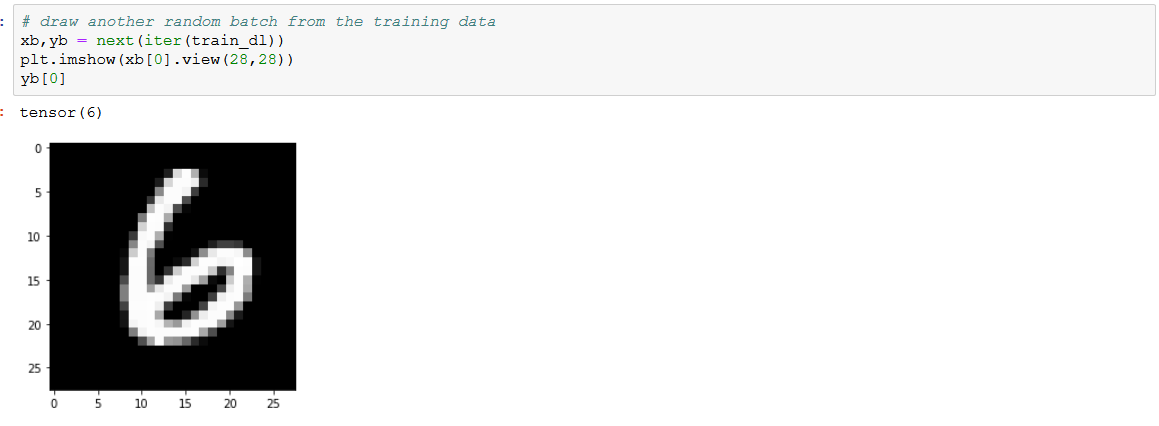 : # draw another random batch from the training data
xb,yb = next(iter(train_dl))
plt.imshow(xb[0].view(28,28))
yb[0]
: tensor(6)
0
5
10
15
20
25
0 5 10 15 20 25
6